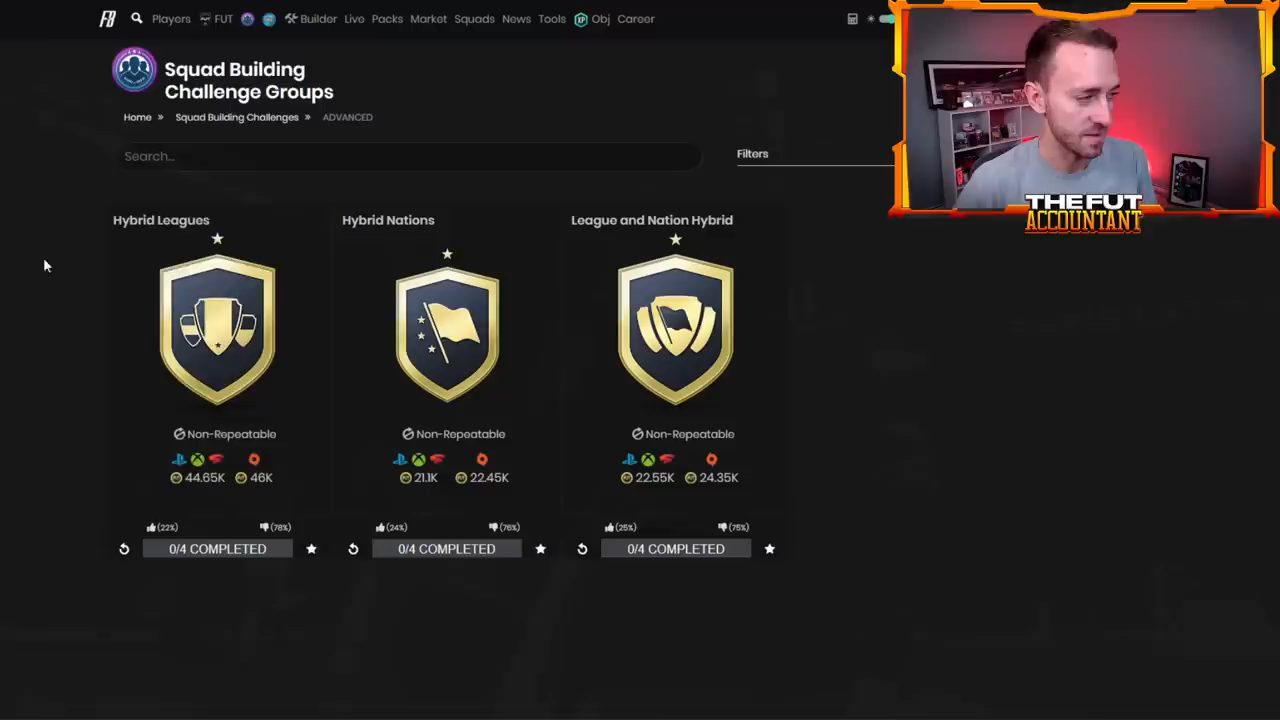 FB
Players
FUT
Builder
Live
Packs
Market
Squads
News
Tools
XP
Obj
Career
Squad Building
Challenge Groups
Home » Squad Building Challenges » ADVANCED
Search...
Filters
THE FUT
ACCOUNTANT
Hybrid Leagues
Non-Repeatable
44.65K 46K
(22%) (78%)
0/4 COMPLETED
Hybrid Nations
Non-Repeatable
21.1K 22.45K
(24%) (76%)
0/4 COMPLETED
League and Nation Hybrid
Non-Repeatable
22.55K 24.35K
(25%) (75%)
0/4 COMPLETED